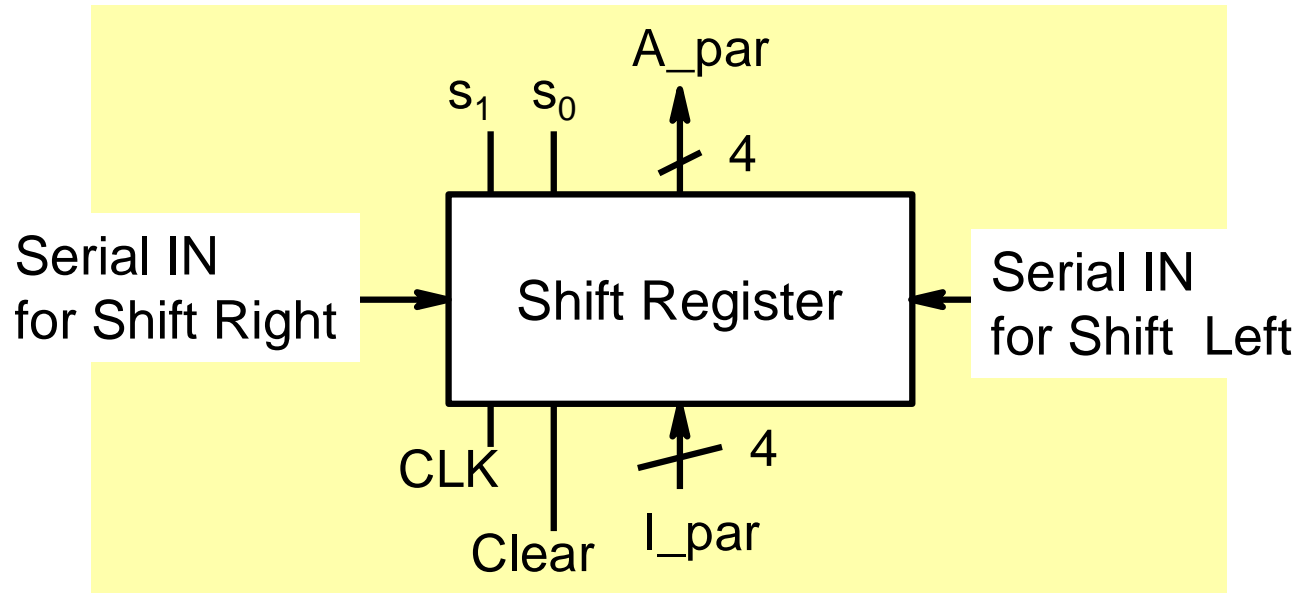 A_par
s1 s0
4
Serial IN
for Shift Right
Shift Register
Serial IN
for Shift Left
CLK
4
Clear
I_par